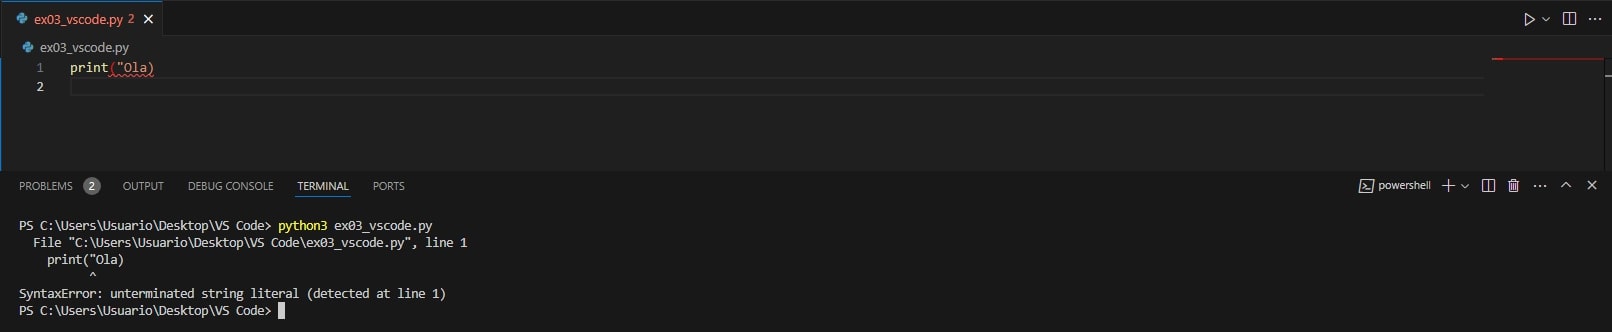 ex03_vscode.py 2
ex03_vscode.py
1 print("Ola)
2
PROBLEMS 2 OUTPUT DEBUG CONSOLE TERMINAL PORTS powershell
PS C:\Users\Usuario\Desktop\VS Code> python3 ex03_vscode.py
File "C:\Users\Usuario\Desktop\VS Code\ex03_vscode.py", line 1
print("Ola)
^
SyntaxError: unterminated string literal (detected at line 1)
PS C:\Users\Usuario\Desktop\VS Code>